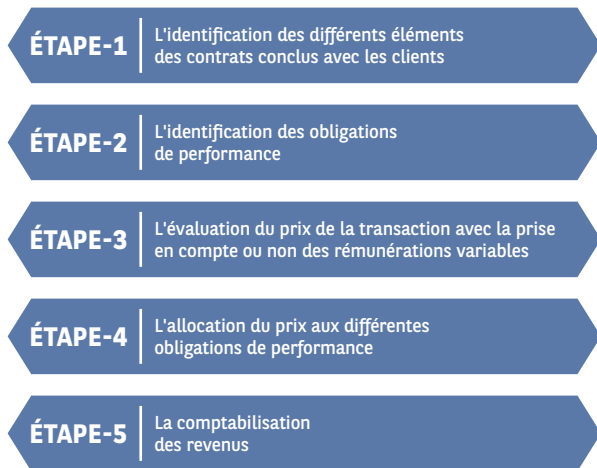 ÉTAPE-1
L'identification des différents éléments
des contrats conclus avec les clients
ÉTAPE-2
L'identification des obligations
de performance
ÉTAPE-3
L'évaluation du prix de la transaction avec la prise
en compte ou non des rémunérations variables
ÉTAPE-4
L'allocation du prix aux différentes
obligations de performance
ÉTAPE-5
La comptabilisation
des revenus